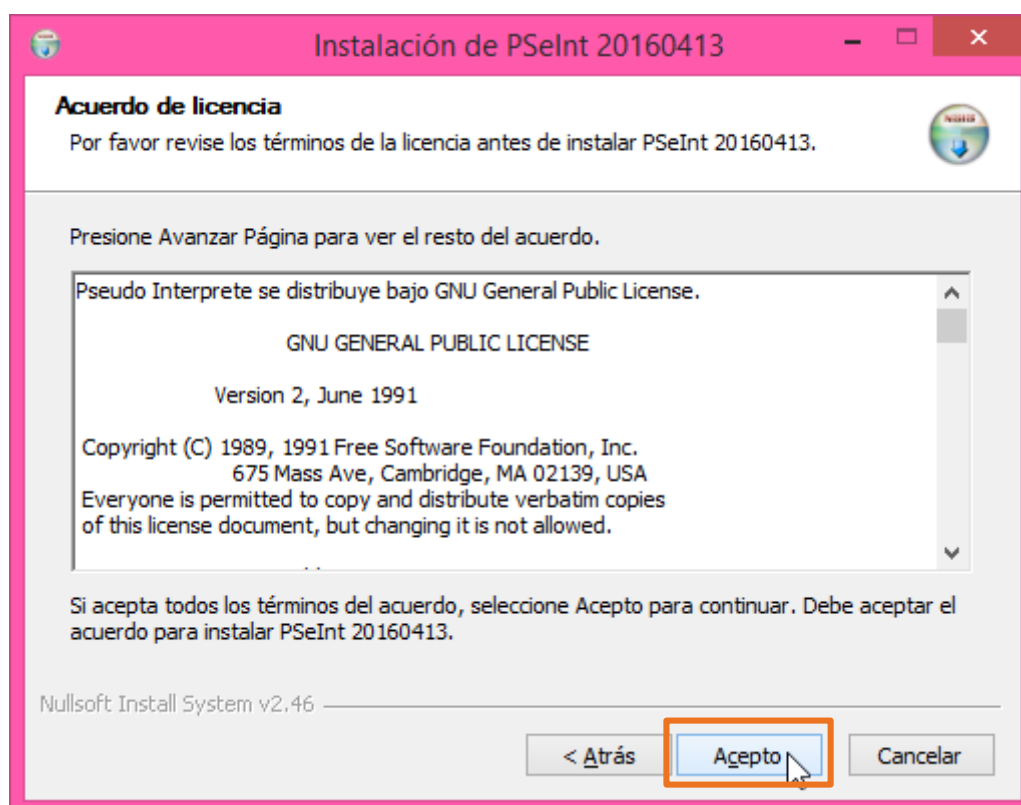 Instalación de PSeInt 20160413
Acuerdo de licencia
Por favor revise los términos de la licencia antes de instalar PSeInt 20160413.
Presione Avanzar Página para ver el resto del acuerdo.
Pseudo Interprete se distribuye bajo GNU General Public License.
GNU GENERAL PUBLIC LICENSE
Version 2, June 1991
Copyright (C) 1989, 1991 Free Software Foundation, Inc.
675 Mass Ave, Cambridge, MA 02139, USA
Everyone is permitted to copy and distribute verbatim copies
of this license document, but changing it is not allowed.
Si acepta todos los términos del acuerdo, seleccione Acepto para continuar. Debe aceptar el
acuerdo para instalar PSeInt 20160413.
Nullsoft Install System v2.46
< Atrás
Acepto
Cancelar